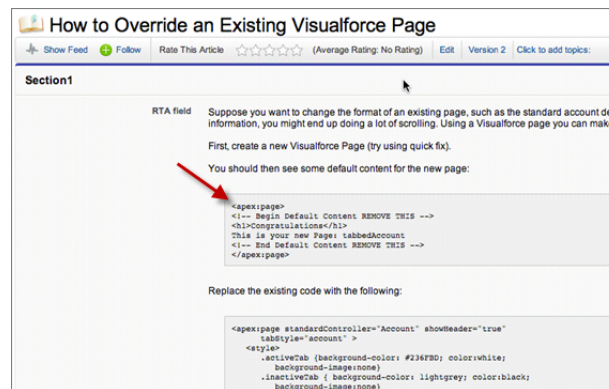 How to Override an Existing Visualforce Page
Show Feed Follow Rate This Article (Average Rating: No Rating) Edit Version 2 Click to add topics:
Section1
RTA field Suppose you want to change the format of an existing page, such as the standard account de
information, you might end up doing a lot of scrolling. Using a Visualforce page you can mak
First, create a new Visualforce Page (try using quick fix).
You should then see some default content for the new page:
<apex:page>
<!-- Begin Default Content REMOVE THIS -->
<h1>Congratulations</h1>
This is your new Page: tabbedAccount
<!-- End Default Content REMOVE THIS -->
</apex:page>
Replace the existing code with the following:
<apex:page standardController="Account" showHeader="true"
tabStyle="account" >
<style>
.activeTab {background-color: #236FBD; color:white;
background-image:none}
.inactiveTab { background-color: lightgrey; color:black;
background-image:none}